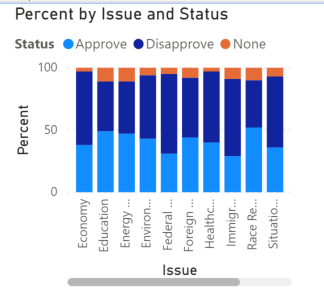 Percent by Issue and Status
Status Approve Disapprove None
100
50
0
Percent
Economy
Education
Energy ...
Environ...
Federal ...
Foreign ...
Healthc...
Immigr...
Race Re...
Situatio...
Issue